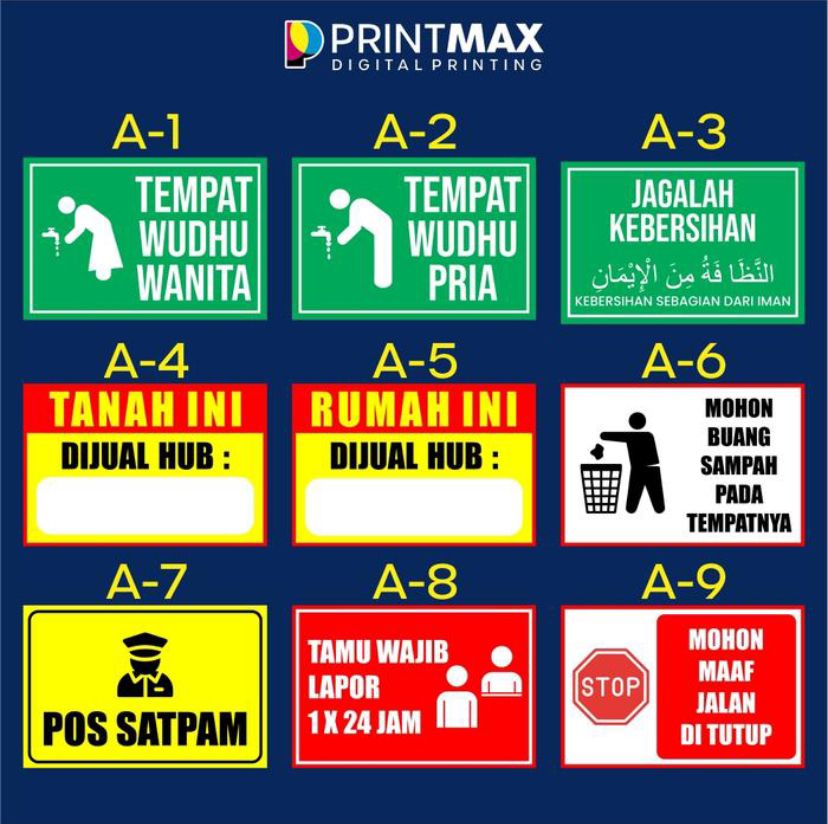 PRINTMAX
DIGITAL PRINTING
A-1
A-2
A-3
TEMPAT
WUDHU
WANITA
TEMPAT
WUDHU
PRIA
JAGALAH
KEBERSIHAN
النَّظَا فَةُ مِنَ الْإِيْمَانِ
KEBERSIHAN SEBAGIAN DARI IMAN
A-4
A-5
A-6
TANAH INI
DIJUAL HUB :
RUMAH INI
DIJUAL HUB :
MOHON
BUANG
SAMPAH
PADA
TEMPATNYA
A-7
A-8
A-9
POS SATPAM
TAMU WAJIB
LAPOR
1 X 24 JAM
STOP
MOHON
MAAF
JALAN
DI TUTUP